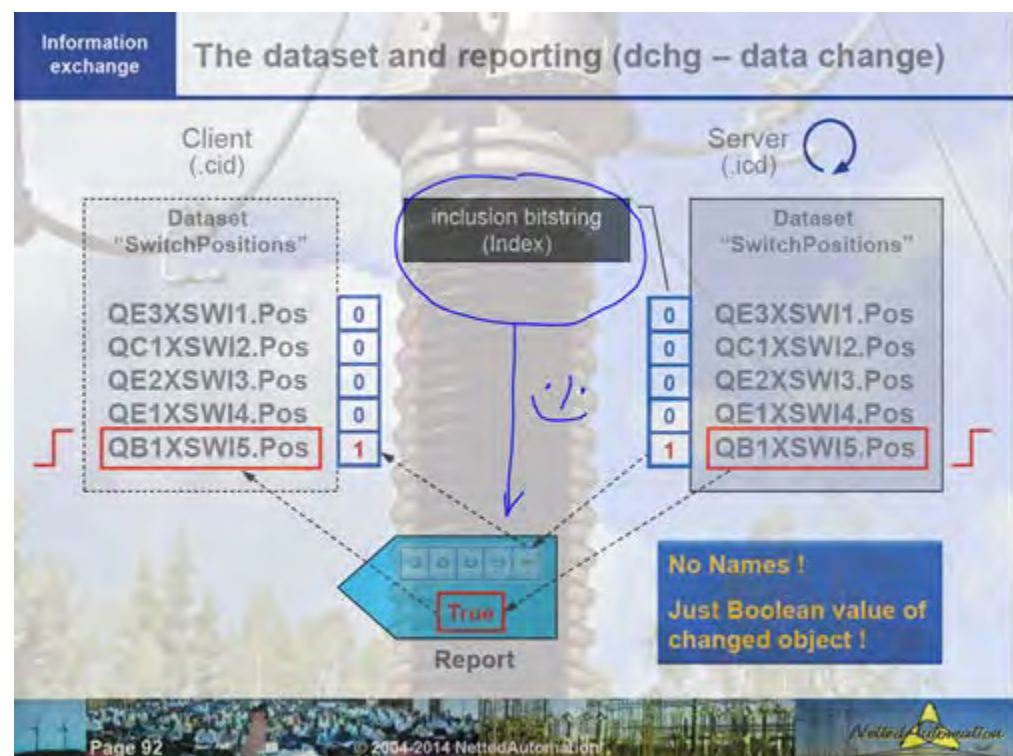 Information
exchange
The dataset and reporting (dchg – data change)
Client
(.cid)
Server
(.icd)
Dataset
"SwitchPositions"
inclusion bitstring
(Index)
Dataset
"SwitchPositions"
QE3XSWI1.Pos 0
QC1XSWI2.Pos 0
QE2XSWI3.Pos 0
QE1XSWI4.Pos 0
QB1XSWI5.Pos 1
0 QE3XSWI1.Pos
0 QC1XSWI2.Pos
0 QE2XSWI3.Pos
0 QE1XSWI4.Pos
1 QB1XSWI5.Pos
True
Report
No Names !
Just Boolean value of
changed object !
Page 92
© 2004-2014 NettedAutomation
NettedAutomation